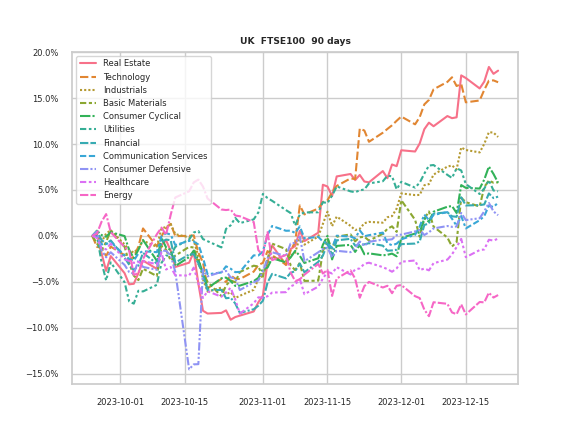 UK FTSE100 90 days
20.0%
15.0%
10.0%
5.0%
0.0%
−5.0%
−10.0%
−15.0%
Real Estate
Technology
Industrials
Basic Materials
Consumer Cyclical
Utilities
Financial
Communication Services
Consumer Defensive
Healthcare
Energy
2023-10-01
2023-10-15
2023-11-01
2023-11-15
2023-12-01
2023-12-15